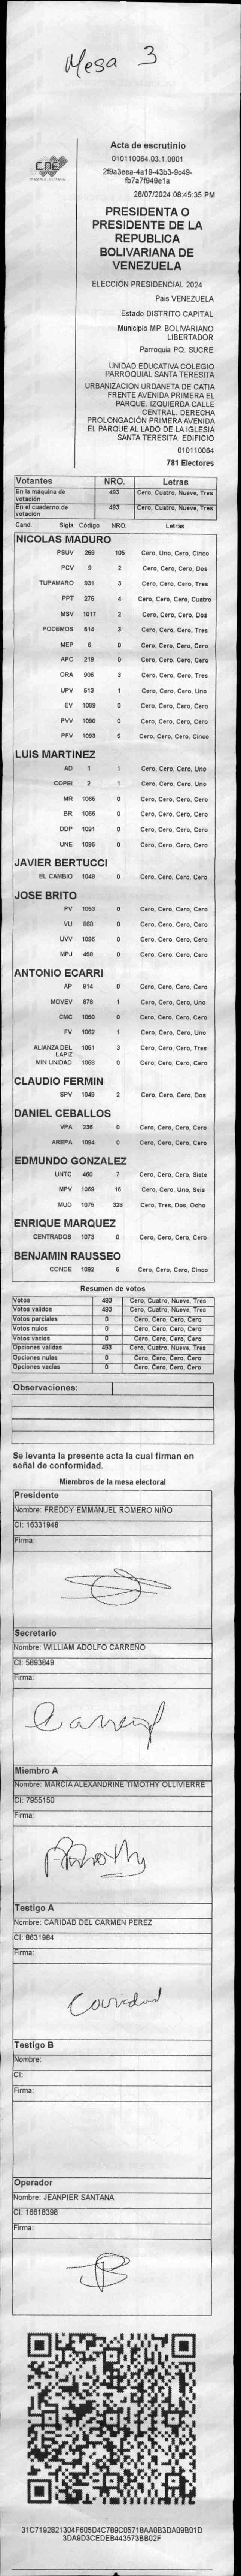 Mesa 3
CNE
Acta de escrutinio
010110064.03.1.0001
2f9a3eea-4a19-43b3-9c49-
fb7a7f949e1a
28/07/2024 08:45:35 PM
PRESIDENTA O
PRESIDENTE DE LA
REPUBLICA
BOLIVARIANA DE
VENEZUELA
ELECCIÓN PRESIDENCIAL 2024
Pais VENEZUELA
Estado DISTRITO CAPITAL
Municipio MP. BOLIVARIANO
LIBERTADOR
Parroquia PQ. SUCRE
UNIDAD EDUCATIVA COLEGIO
PARROQUIAL SANTA TERESITA
URBANIZACION URDANETA DE CATIA
FRENTE AVENIDA PRIMERA EL
PARQUE. IZQUIERDA CALLE
CENTRAL. DERECHA
PROLONGACIÓN PRIMERA AVENIDA
EL PARQUE AL LADO DE LA IGLESIA
SANTA TERESITA. EDIFICIO
010110064
781 Electores
Votantes NRO. Letras
En la máquina de votación 493 Cero, Cuatro, Nueve, Tres
En el cuaderno de votación 493 Cero, Cuatro, Nueve, Tres
Cand. Sigla Código NRO. Letras
NICOLAS MADURO
PSUV 269 105 Cero, Uno, Cero, Cinco
PCV 9 2 Cero, Cero, Cero, Dos
TUPAMARO 931 3 Cero, Cero, Cero, Tres
PPT 276 4 Cero, Cero, Cero, Cuatro
MSV 1017 2 Cero, Cero, Cero, Dos
PODEMOS 514 3 Cero, Cero, Cero, Tres
MEP 6 0 Cero, Cero, Cero, Cero
APC 219 0 Cero, Cero, Cero, Cero
ORA 906 3 Cero, Cero, Cero, Tres
UPV 513 1 Cero, Cero, Cero, Uno
EV 1089 0 Cero, Cero, Cero, Cero
PVV 1090 0 Cero, Cero, Cero, Cero
PFV 1093 5 Cero, Cero, Cero, Cinco
LUIS MARTINEZ
AD 1 1 Cero, Cero, Cero, Uno
COPEI 2 1 Cero, Cero, Cero, Uno
MR 1065 0 Cero, Cero, Cero, Cero
BR 1056 0 Cero, Cero, Cero, Cero
DDP 1091 0 Cero, Cero, Cero, Cero
UNE 1095 0 Cero, Cero, Cero, Cero
JAVIER BERTUCCI
EL CAMBIO 1048 0 Cero, Cero, Cero, Cero
JOSE BRITO
PV 1053 0 Cero, Cero, Cero, Cero
VU 868 0 Cero, Cero, Cero, Cero
UVV 1096 0 Cero, Cero, Cero, Cero
MPJ 458 0 Cero, Cero, Cero, Cero
ANTONIO ECARRI
AP 914 0 Cero, Cero, Cero, Cero
MOVEV 879 1 Cero, Cero, Cero, Uno
CMC 1050 0 Cero, Cero, Cero, Cero
FV 1062 1 Cero, Cero, Cero, Uno
ALIANZA DEL LAPIZ 1051 3 Cero, Cero, Cero, Tres
MIN UNIDAD 1088 0 Cero, Cero, Cero, Cero
CLAUDIO FERMIN
SPV 1049 2 Cero, Cero, Cero, Dos
DANIEL CEBALLOS
VPA 236 0 Cero, Cero, Cero, Cero
AREPA 1094 0 Cero, Cero, Cero, Cero
EDMUNDO GONZALEZ
UNTC 460 7 Cero, Cero, Cero, Siete
MPV 1069 16 Cero, Cero, Uno, Seis
MUD 1075 328 Cero, Tres, Dos, Ocho
ENRIQUE MARQUEZ
CENTRADOS 1073 0 Cero, Cero, Cero, Cero
BENJAMIN RAUSSEO
CONDE 1092 5 Cero, Cero, Cero, Cinco
Resumen de votos
Votos 493 Cero, Cuatro, Nueve, Tres
Votos validos 493 Cero, Cuatro, Nueve, Tres
Votos parciales 0 Cero, Cero, Cero, Cero
Votos nulos 0 Cero, Cero, Cero, Cero
Votos vacios 0 Cero, Cero, Cero, Cero
Opciones validas 493 Cero, Cuatro, Nueve, Tres
Opciones nulas 0 Cero, Cero, Cero, Cero
Opciones vacias 0 Cero, Cero, Cero, Cero
Observaciones:
Se levanta la presente acta la cual firman en
señal de conformidad.
Miembros de la mesa electoral
Presidente
Nombre: FREDDY EMMANUEL ROMERO NIÑO
CI: 16331948
Firma:
Secretario
Nombre: WILLIAM ADOLFO CARREÑO
CI: 5893849
Firma:
Miembro A
Nombre: MARCIA ALEXANDRINE TIMOTHY OLLIVIERRE
CI: 7955150
Firma:
Testigo A
Nombre: CARIDAD DEL CARMEN PEREZ
CI: 8631984
Firma:
Caridad
Testigo B
Nombre:
CI:
Firma:
Operador
Nombre: JEANPIER SANTANA
CI: 16618398
Firma:
31C7192821304F605D4C789C05718AA0B3DA09B01D
3DA9D3CEDEB4435738B02F